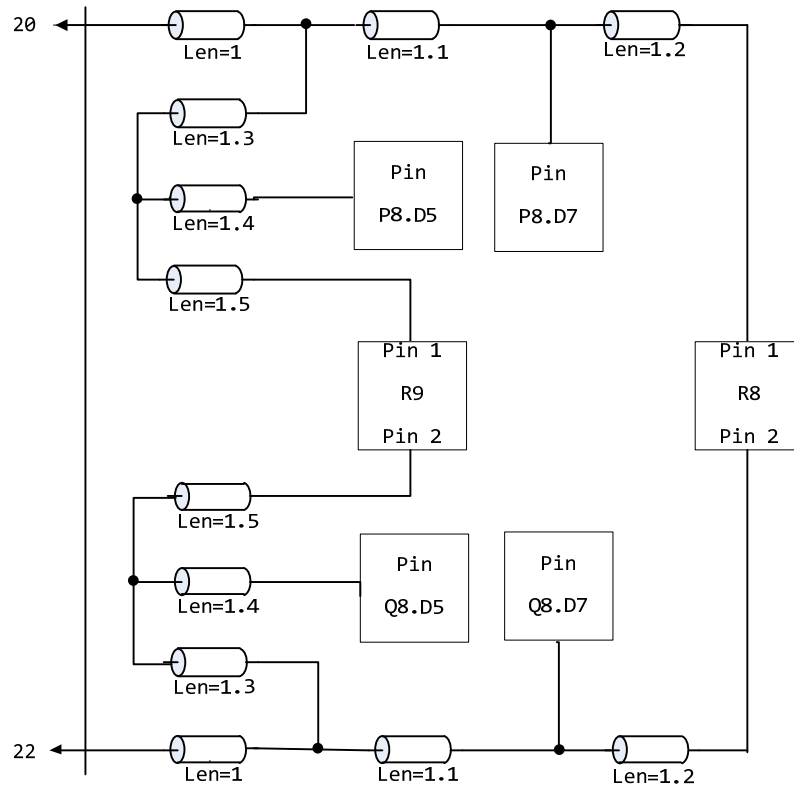 20
Len=1
Len=1.1
Len=1.2
Len=1.3
Pin
P8.D5
Pin
P8.D7
Len=1.4
Len=1.5
Pin 1
R9
Pin 2
Pin 1
R8
Pin 2
Len=1.5
Pin
Q8.D5
Pin
Q8.D7
Len=1.4
Len=1.3
22
Len=1
Len=1.1
Len=1.2